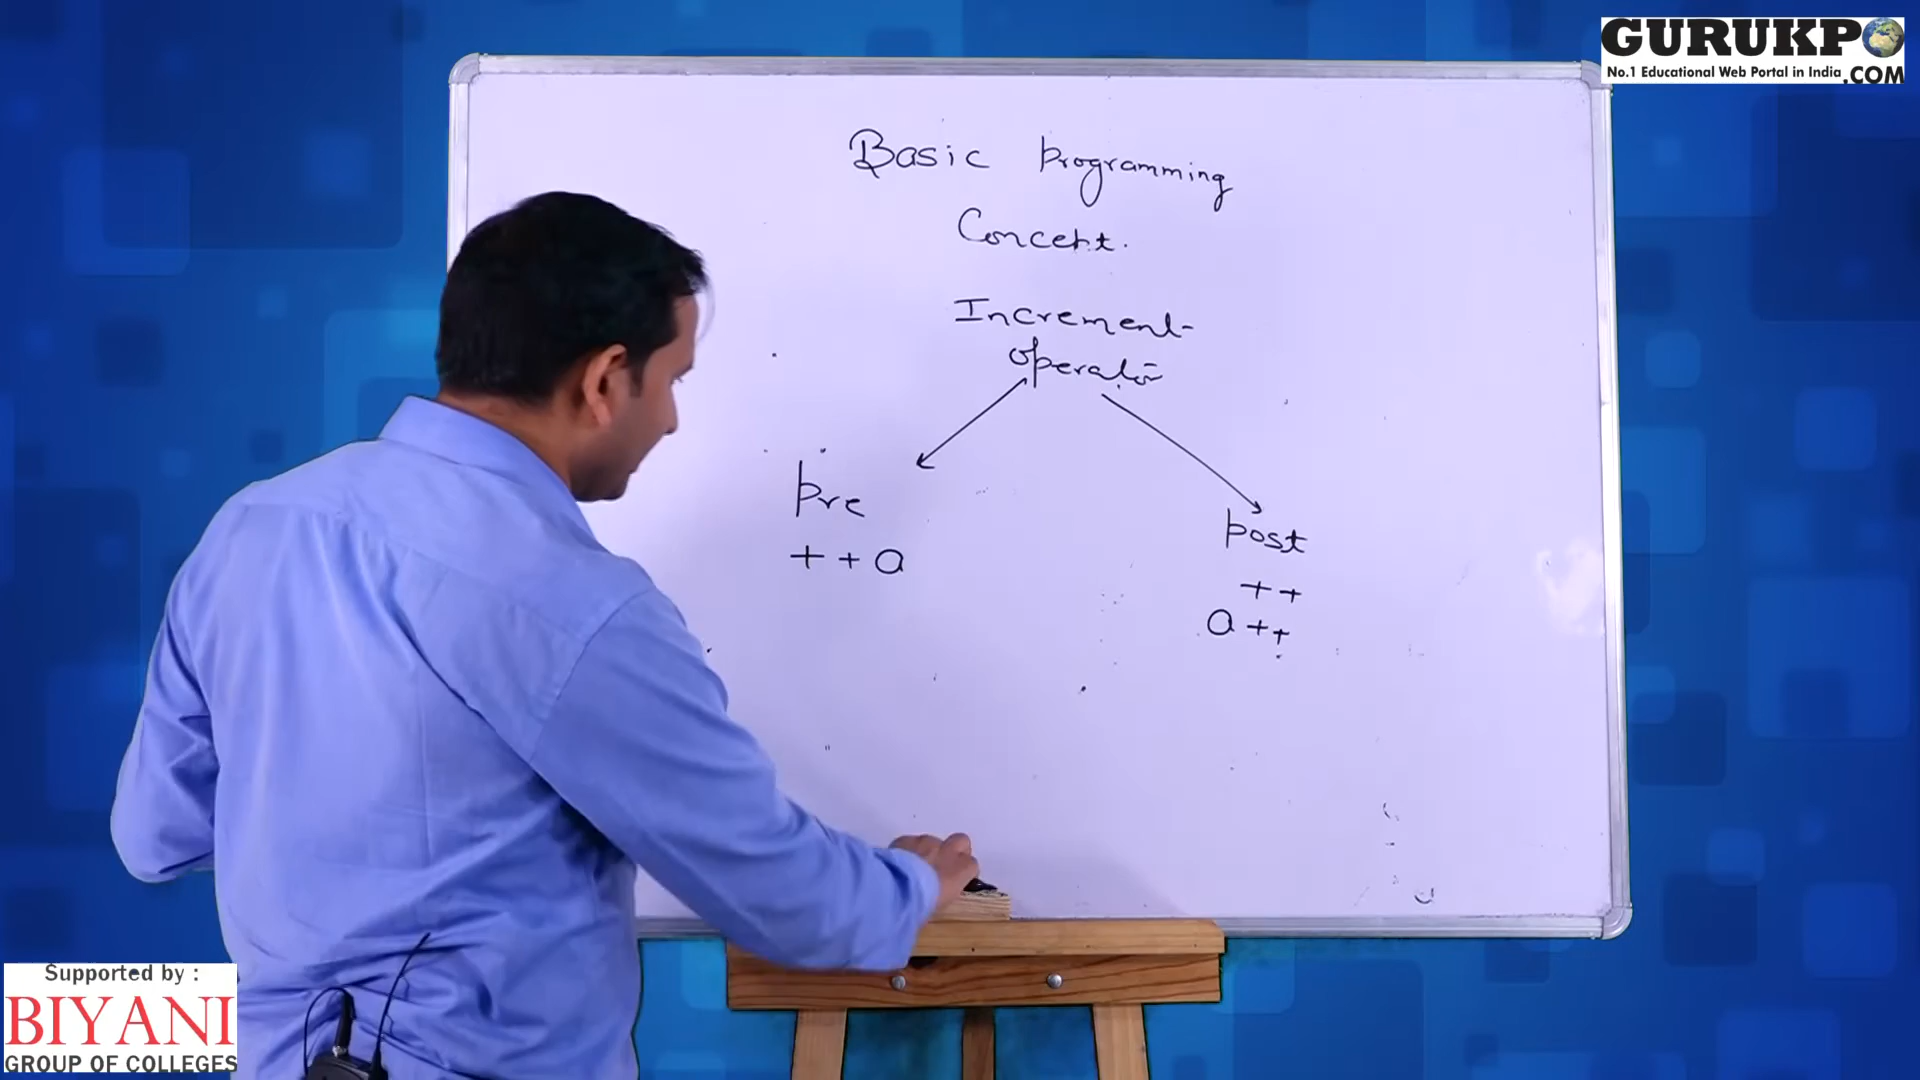 GURUKPO
No.1 Educational Web Portal in India .COM
Basic Programming
Concept.
Increment
operator
Pre
++a
Post
++
a++
Supported by :
BIYANI
GROUP OF COLLEGES